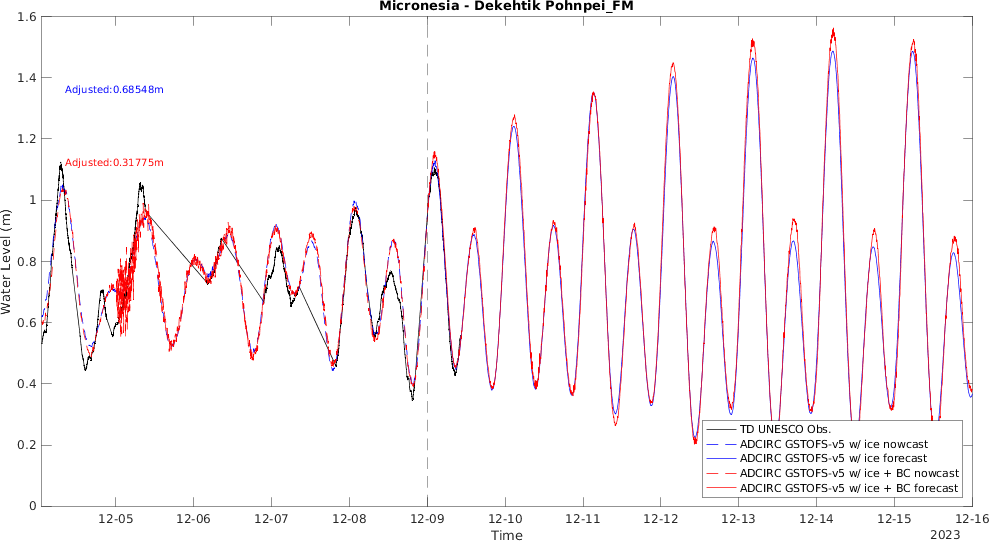 Micronesia - Dekehtik Pohnpei_FM
1.6
1.4
1.2
1
0.8
0.6
0.4
0.2
0
Water Level (m)
Adjusted:0.68548m
Adjusted:0.31775m
TD UNESCO Obs.
ADCIRC GSTOFS-v5 w/ ice nowcast
ADCIRC GSTOFS-v5 w/ ice forecast
ADCIRC GSTOFS-v5 w/ ice + BC nowcast
ADCIRC GSTOFS-v5 w/ ice + BC forecast
12-05 12-06 12-07 12-08 12-09 12-10 12-11 12-12 12-13 12-14 12-15 12-16
Time
2023